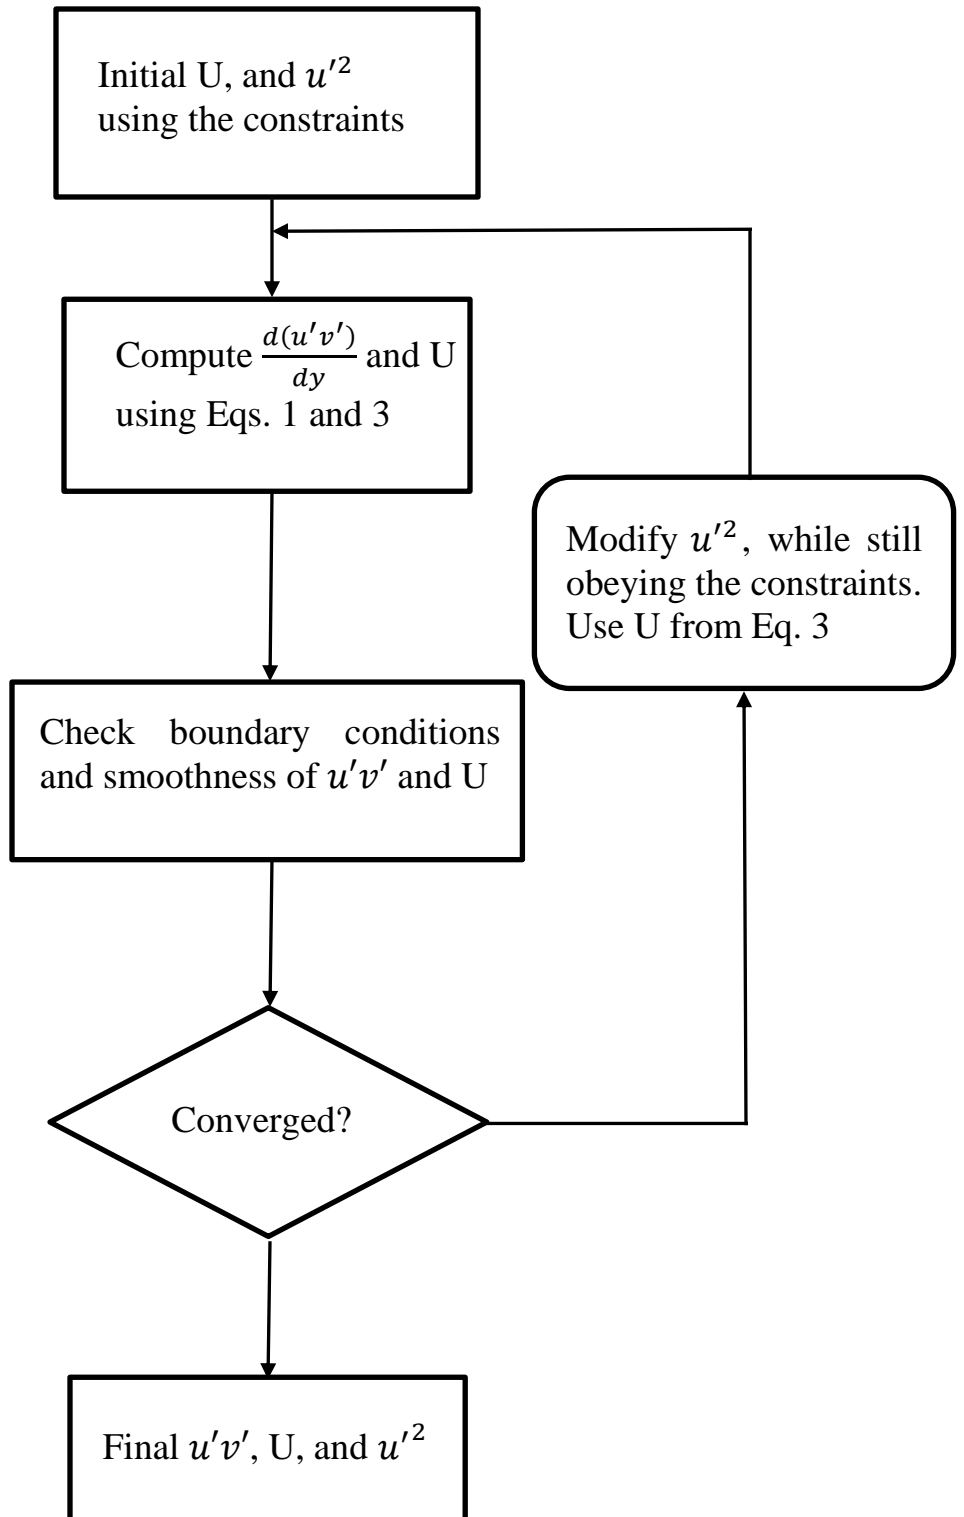 Initial U, and u′²
using the constraints
Compute d(u′v′)/dy and U
using Eqs. 1 and 3
Modify u′², while still
obeying the constraints.
Use U from Eq. 3
Check boundary conditions
and smoothness of u′v′ and U
Converged?
Final u′v′, U, and u′²